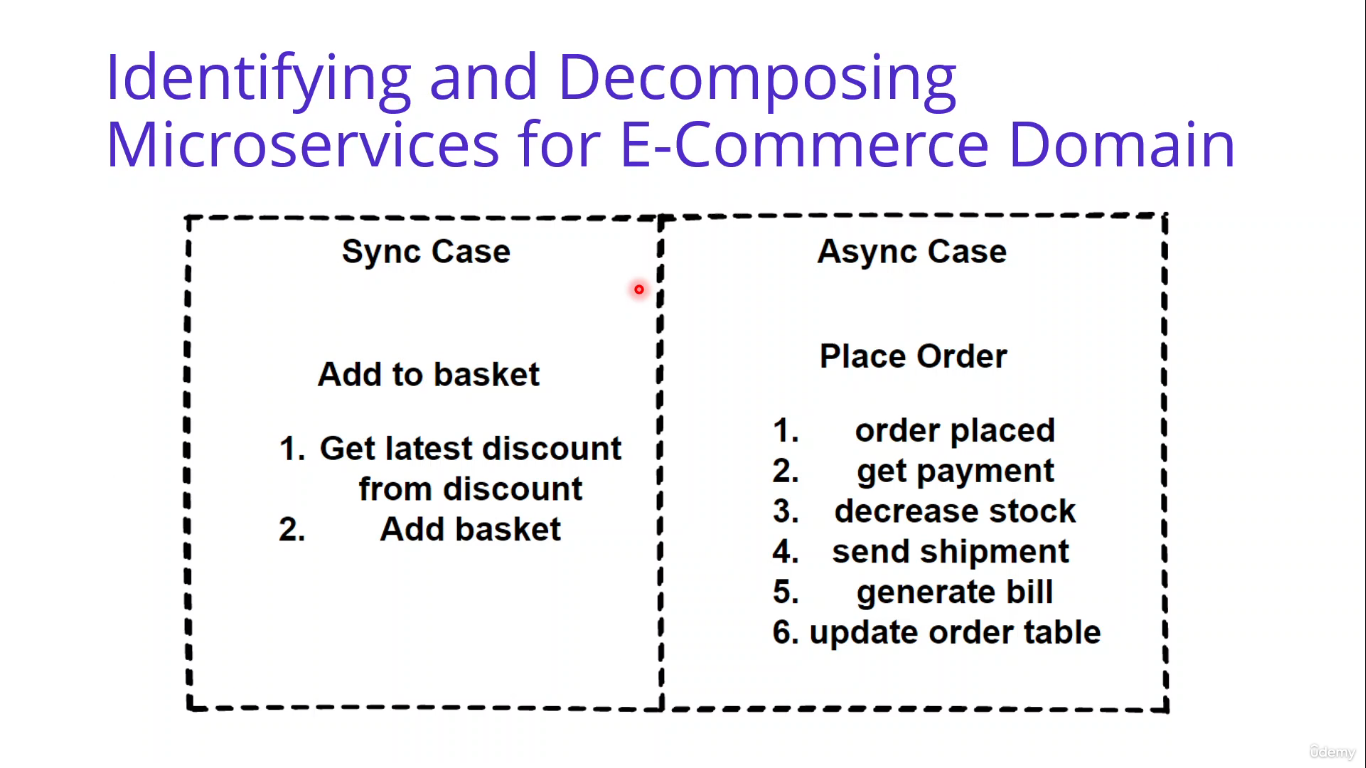 Identifying and Decomposing
Microservices for E-Commerce Domain
Sync Case
Add to basket
1. Get latest discount
from discount
2. Add basket
Async Case
Place Order
1. order placed
2. get payment
3. decrease stock
4. send shipment
5. generate bill
6. update order table
ûdemy